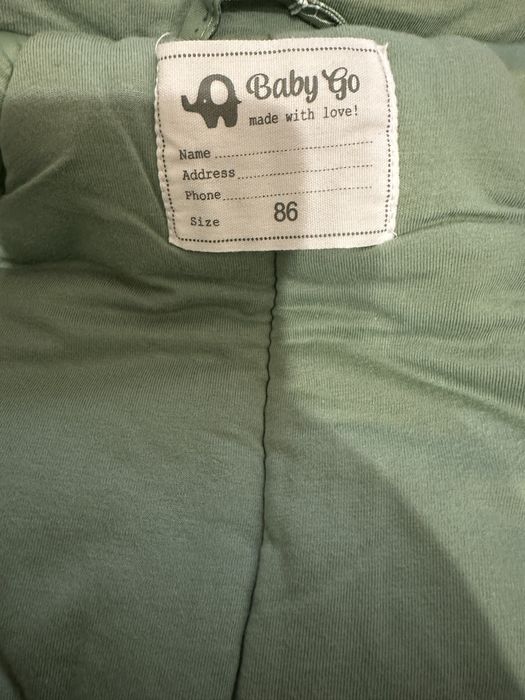 Baby Go
made with love!
Name
Address
Phone
Size 86